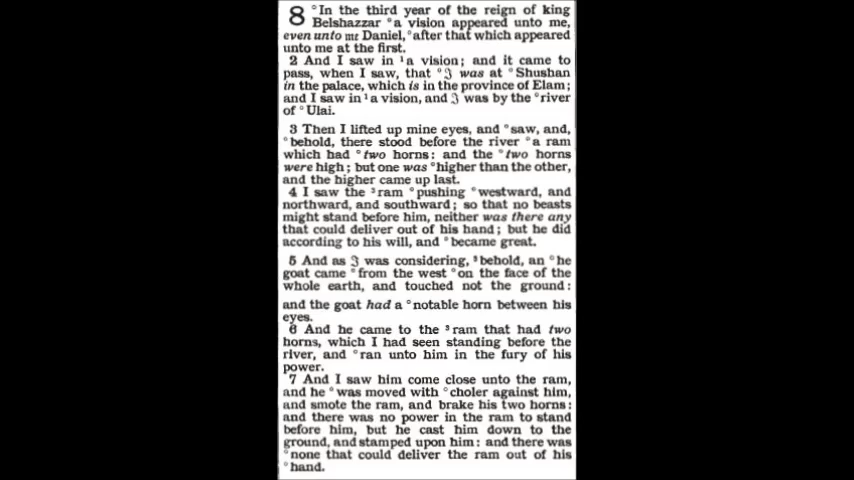 8 °In the third year of the reign of king
Belshazzar °a vision appeared unto me,
even unto me Daniel, °after that which appeared
unto me at the first.
2 And I saw in ¹a vision; and it came to
pass, when I saw, that °I was at °Shushan
in the palace, which is in the province of Elam;
and I saw in ¹a vision, and I was by the °river
of °Ulai.
3 Then I lifted up mine eyes, and °saw, and,
°behold, there stood before the river °a ram
which had °two horns: and the °two horns
were high; but one was °higher than the other,
and the higher came up last.
4 I saw the ³ram °pushing °westward, and
northward, and southward; so that no beasts
might stand before him, neither was there any
that could deliver out of his hand; but he did
according to his will, and °became great.
5 And as I was considering, ³behold, an °he
goat came °from the west °on the face of the
whole earth, and touched not the ground:
and the goat had a °notable horn between his
eyes.
6 And he came to the ³ram that had two
horns, which I had seen standing before the
river, and °ran unto him in the fury of his
power.
7 And I saw him come close unto the ram,
and he °was moved with °choler against him,
and smote the ram, and brake his two horns:
and there was no power in the ram to stand
before him, but he cast him down to the
ground, and stamped upon him: and there was
°none that could deliver the ram out of his
°hand.